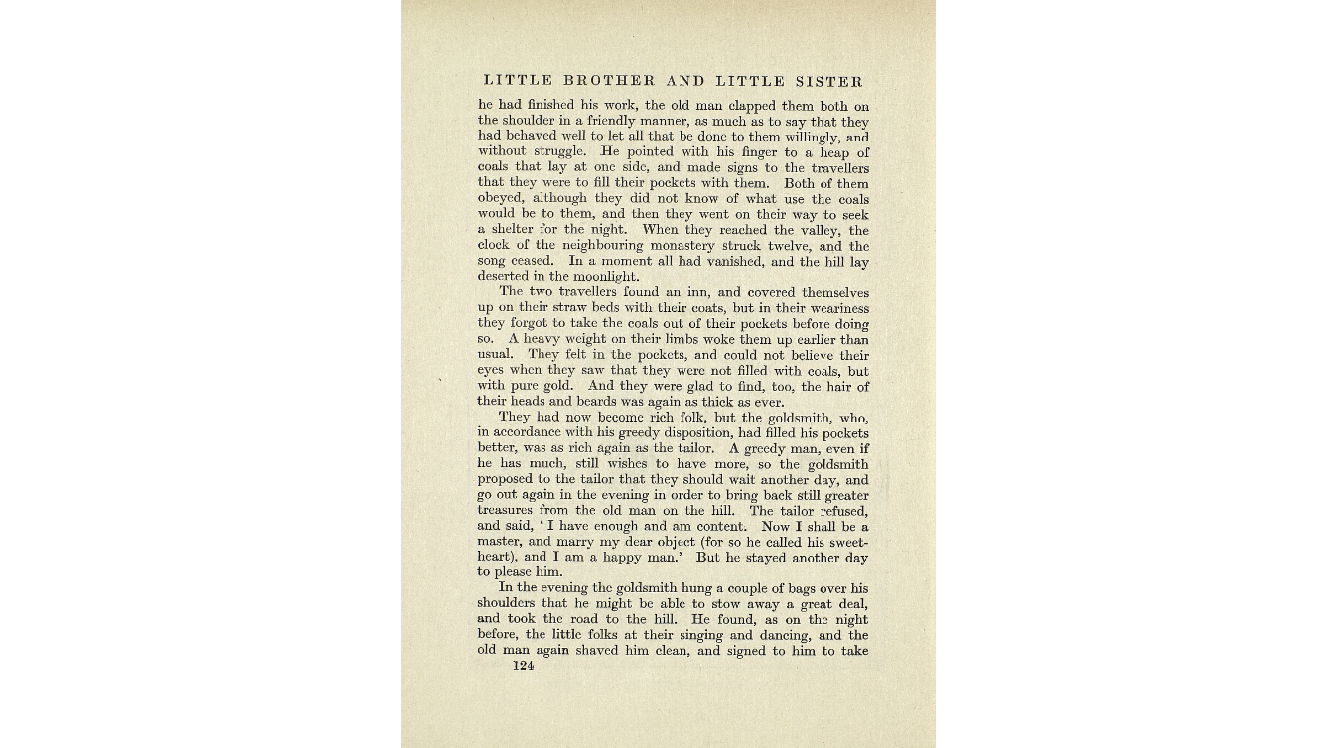 LITTLE BROTHER AND LITTLE SISTER
he had finished his work, the old man clapped them both on
the shoulder in a friendly manner, as much as to say that they
had behaved well to let all that be done to them willingly, and
without struggle. He pointed with his finger to a heap of
coals that lay at one side, and made signs to the travellers
that they were to fill their pockets with them. Both of them
obeyed, although they did not know of what use the coals
would be to them, and then they went on their way to seek
a shelter for the night. When they reached the valley, the
clock of the neighbouring monastery struck twelve, and the
song ceased. In a moment all had vanished, and the hill lay
deserted in the moonlight.
The two travellers found an inn, and covered themselves
up on their straw beds with their coats, but in their weariness
they forgot to take the coals out of their pockets before doing
so. A heavy weight on their limbs woke them up earlier than
usual. They felt in the pockets, and could not believe their
eyes when they saw that they were not filled with coals, but
with pure gold. And they were glad to find, too, the hair of
their heads and beards was again as thick as ever.
They had now become rich folk, but the goldsmith, who,
in accordance with his greedy disposition, had filled his pockets
better, was as rich again as the tailor. A greedy man, even if
he has much, still wishes to have more, so the goldsmith
proposed to the tailor that they should wait another day, and
go out again in the evening in order to bring back still greater
treasures from the old man on the hill. The tailor refused,
and said, ' I have enough and am content. Now I shall be a
master, and marry my dear object (for so he called his sweet-
heart), and I am a happy man.' But he stayed another day
to please him.
In the evening the goldsmith hung a couple of bags over his
shoulders that he might be able to stow away a great deal,
and took the road to the hill. He found, as on the night
before, the little folks at their singing and dancing, and the
old man again shaved him clean, and signed to him to take
124